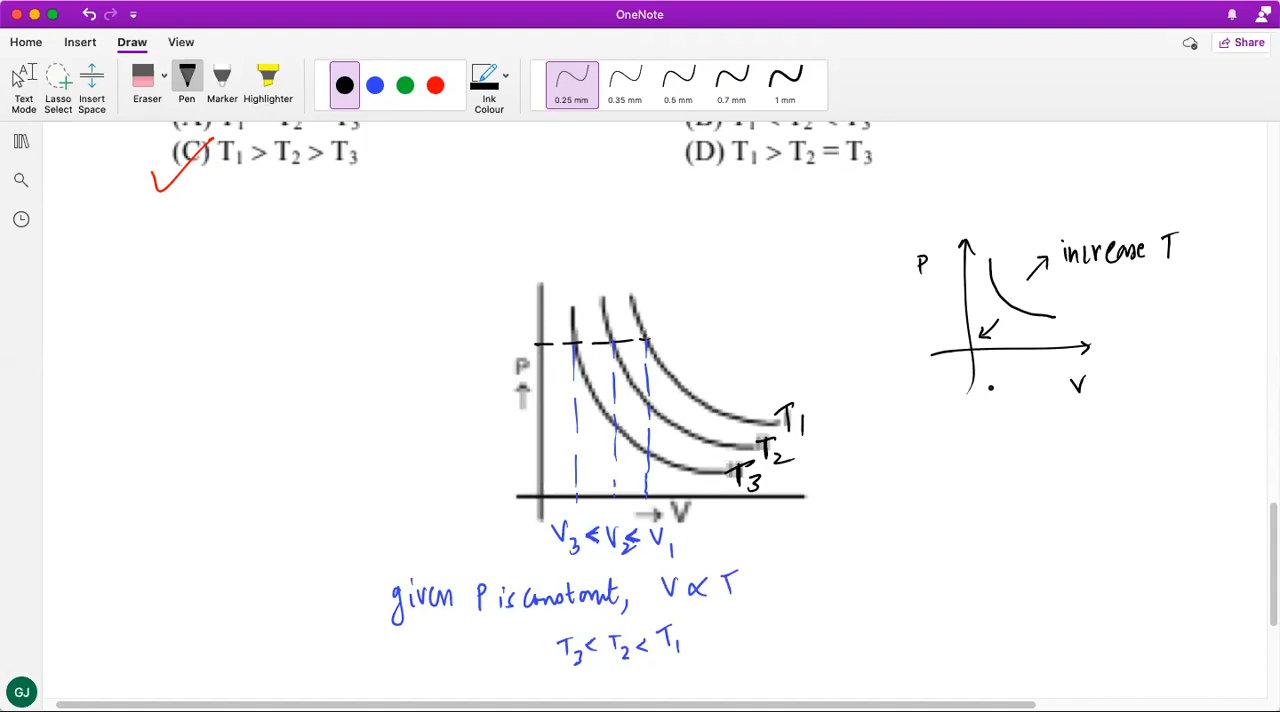 OneNote
Home Insert Draw View
Share
Text Mode
Lasso Select
Insert Space
Eraser
Pen
Marker
Highlighter
Ink Colour
0.25 mm
0.35 mm
0.5 mm
0.7 mm
1 mm
(C) T₁ > T₂ > T₃
(D) T₁ > T₂ = T₃
P
increase T
V
P
↑
T₁
T₂
T₃
→ V
V₃ < V₂ < V₁
given P is constant, V ∝ T
T₃ < T₂ < T₁
GJ